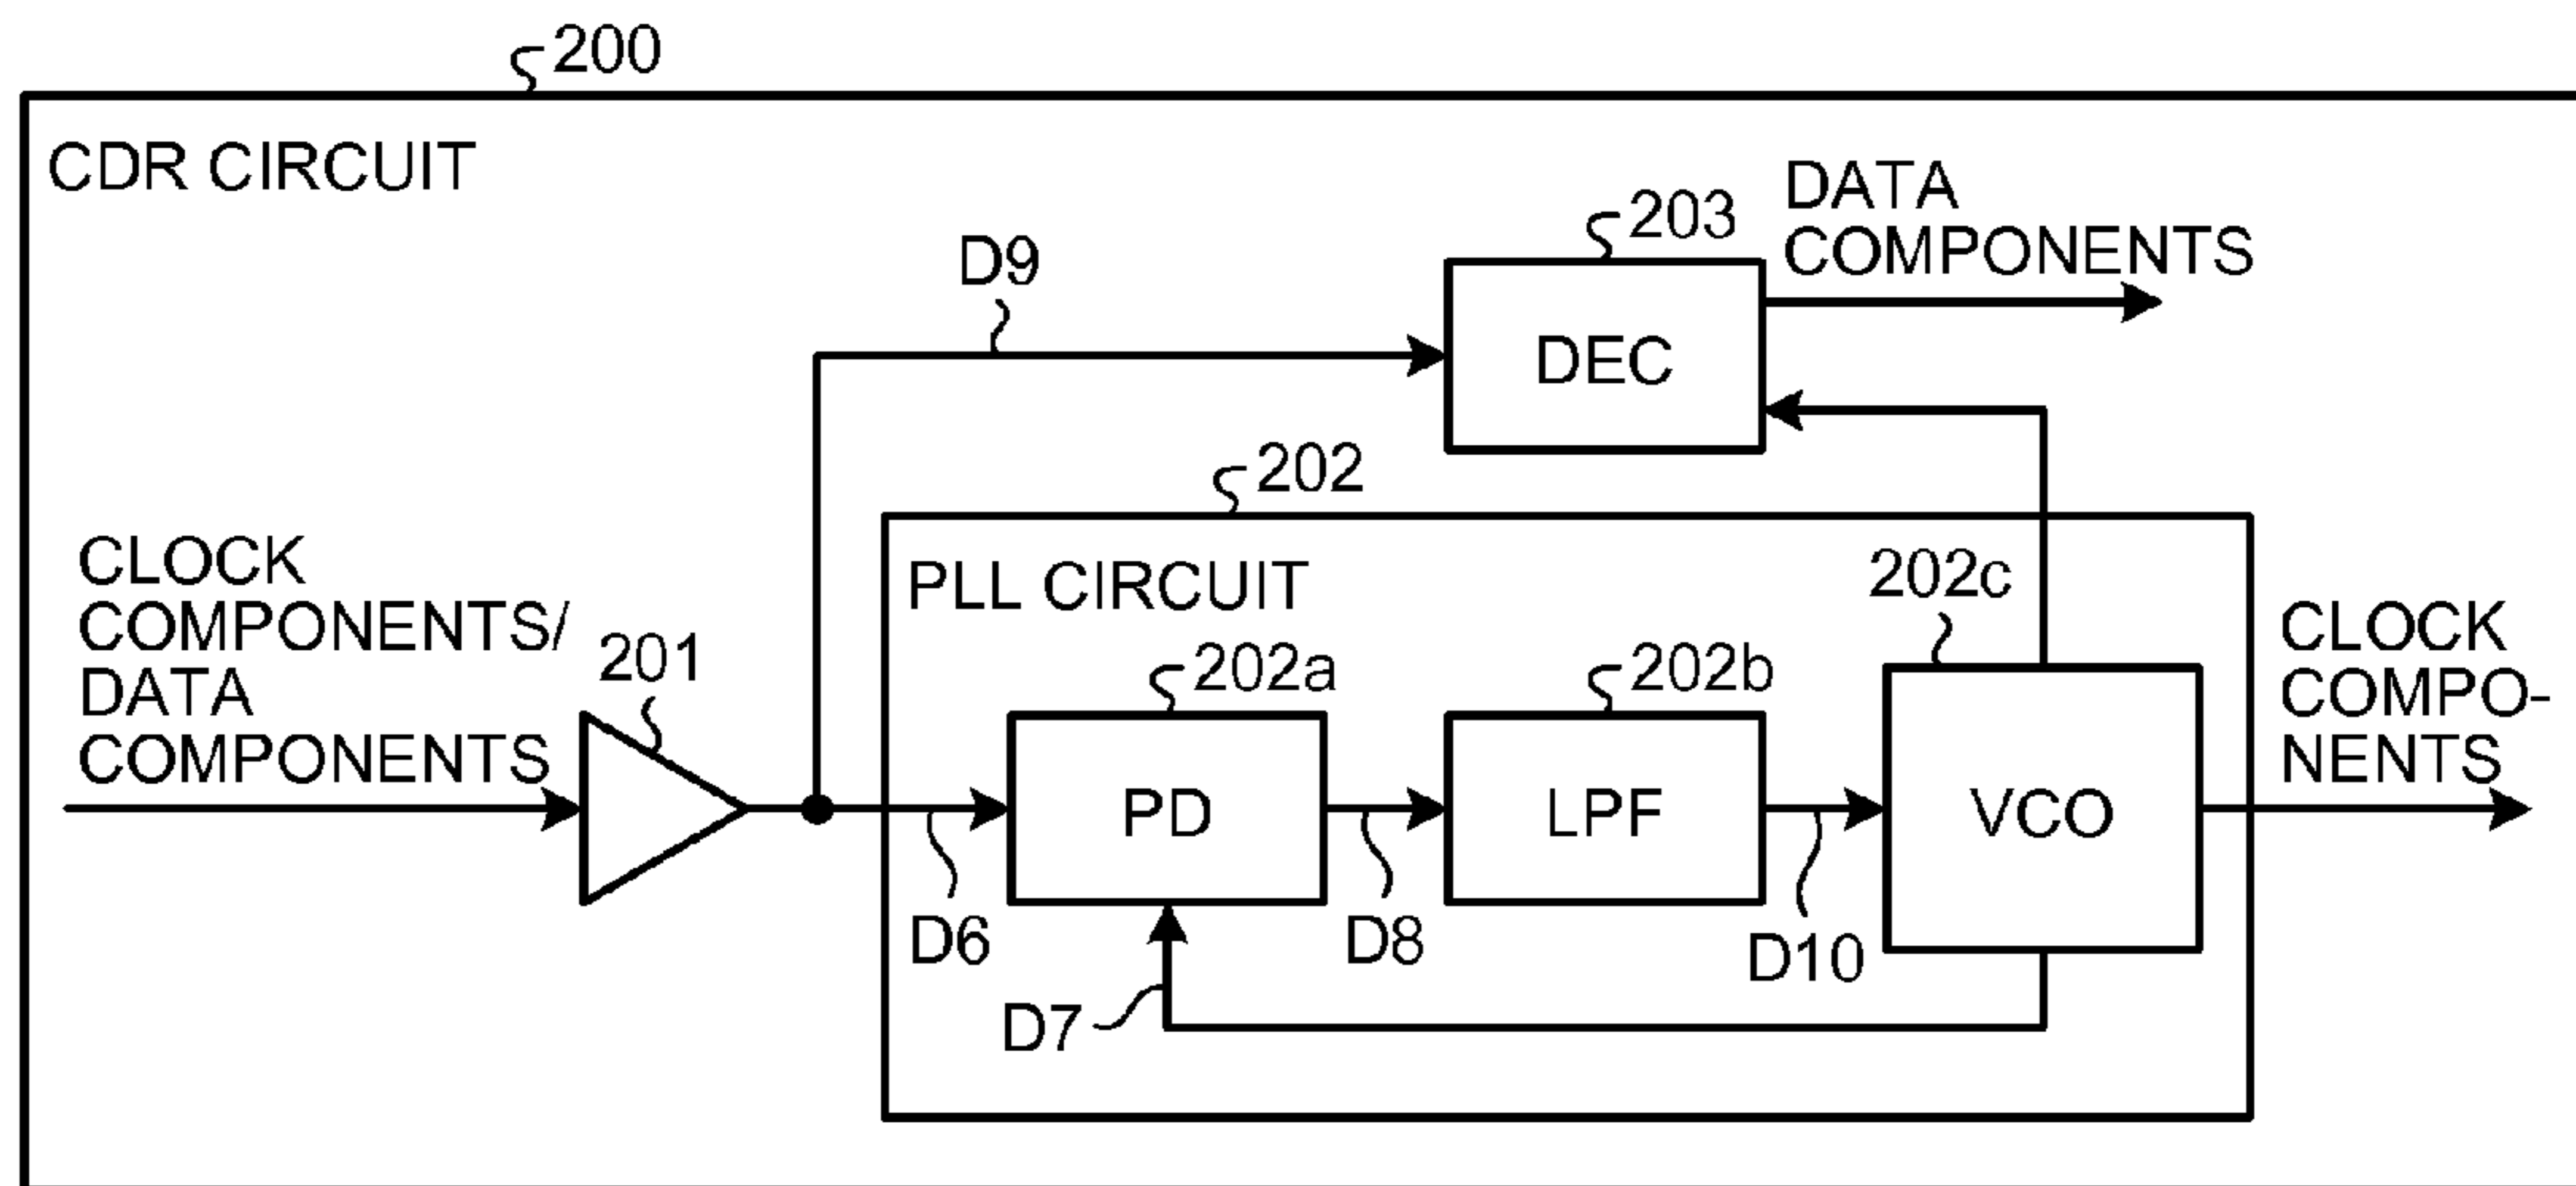 200
CDR CIRCUIT
DATA
COMPONENTS
203
D9
DEC
202
CLOCK
COMPONENTS/
DATA
COMPONENTS
201
PLL CIRCUIT
202c
CLOCK
COMPO-
NENTS
202a
202b
PD
LPF
VCO
D6
D8
D10
D7